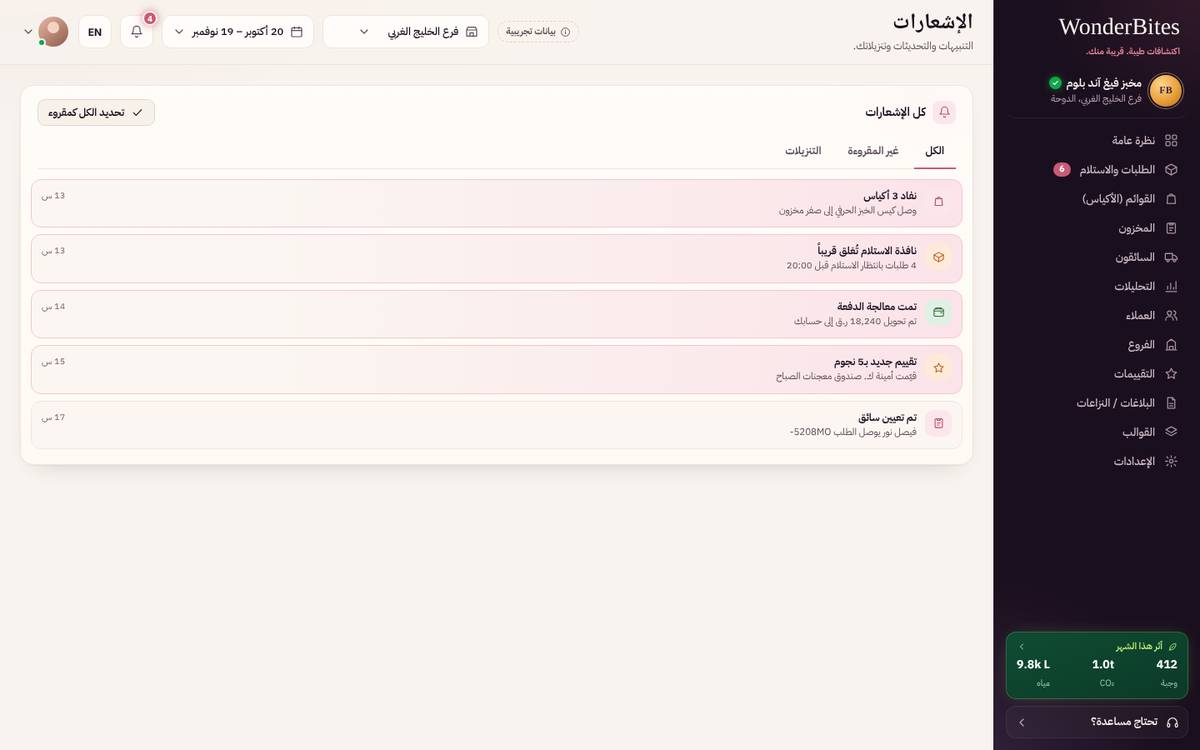 WonderBites
اكتشافات طيبة. قريبة منك.
FB
مخبز فيغ آند بلوم
فرع الخليج الغربي، الدوحة
نظرة عامة
الطلبات والاستلام 6
القوائم (الأكياس)
المخزون
السائقون
التحليلات
العملاء
الفروع
التقييمات
البلاغات / النزاعات
القوالب
الإعدادات
أثر هذا الشهر
412 1.0t 9.8k L
وجبة CO₂ مياه
تحتاج مساعدة؟
الإشعارات
التنبيهات والتحديثات وتنزيلاتك.
بيانات تجريبية
فرع الخليج الغربي
20 أكتوبر – 19 نوفمبر
4
EN
كل الإشعارات
تحديد الكل كمقروء
الكل غير المقروءة التنزيلات
نفاد 3 أكياس 13 س
وصل كيس الخبز الحرفي إلى صفر مخزون
نافذة الاستلام تُغلق قريباً 13 س
4 طلبات بانتظار الاستلام قبل 20:00
تمت معالجة الدفعة 14 س
تم تحويل 18,240 ر.ق إلى حسابك
تقييم جديد بـ5 نجوم 15 س
قيّمت أمينة ك. صندوق معجنات الصباح
تم تعيين سائق 17 س
فيصل نور يوصل الطلب 5208MO-